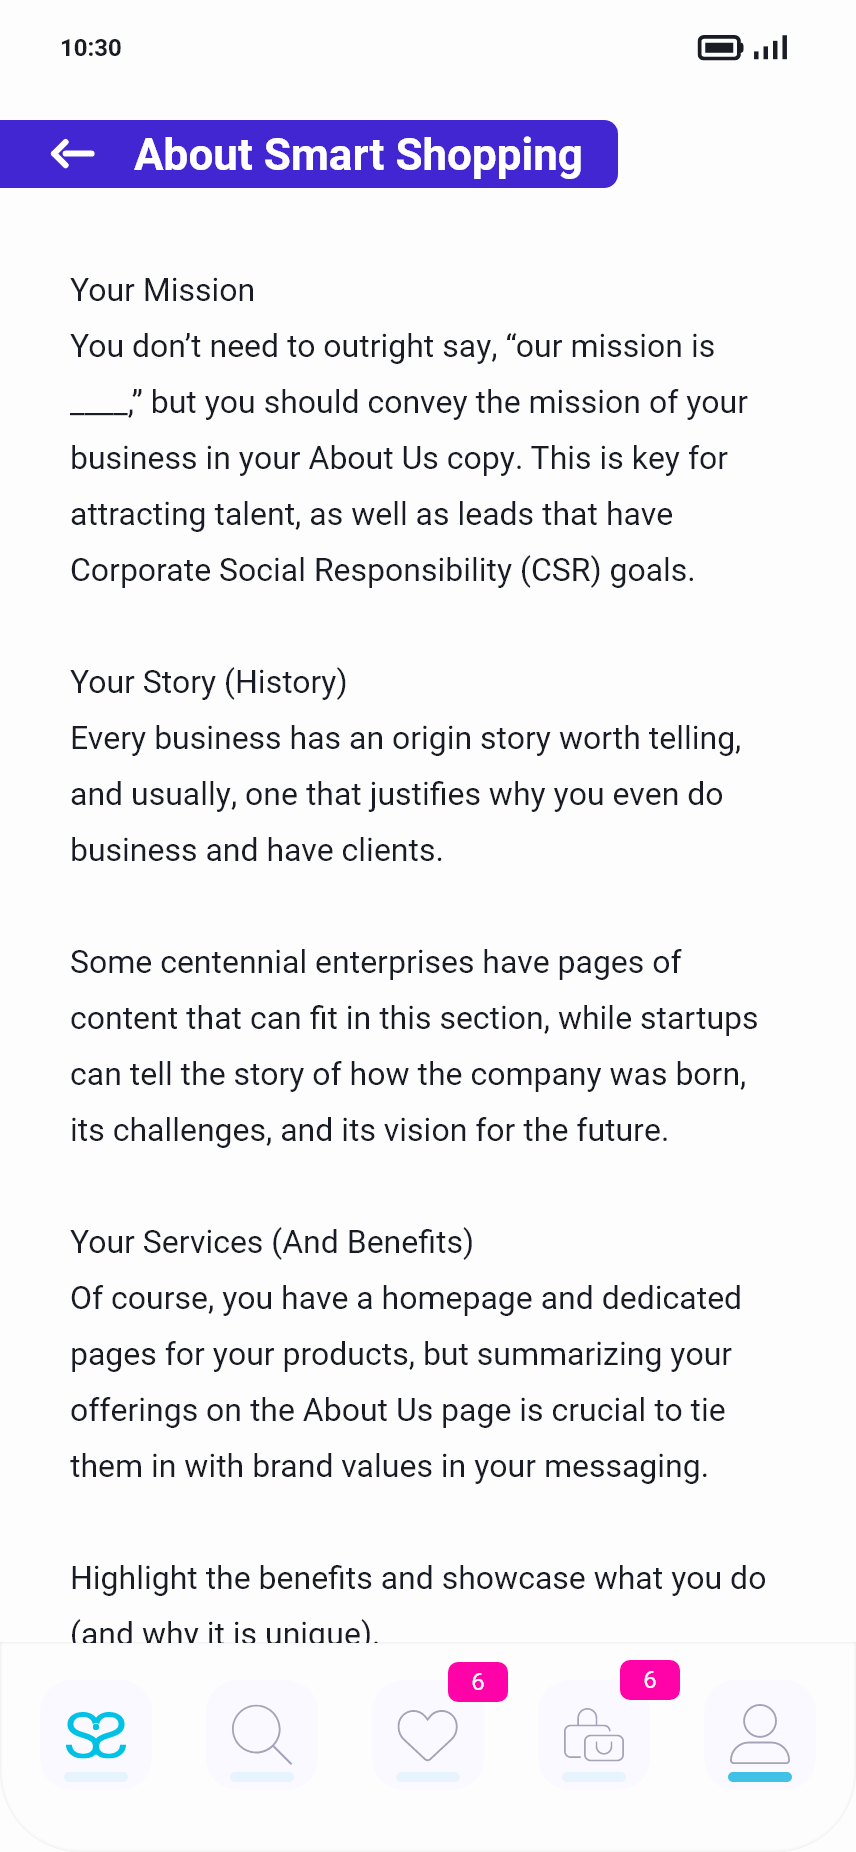 10:30
About Smart Shopping
Your Mission
You don’t need to outright say, “our mission is
____,” but you should convey the mission of your
business in your About Us copy. This is key for
attracting talent, as well as leads that have
Corporate Social Responsibility (CSR) goals.
Your Story (History)
Every business has an origin story worth telling,
and usually, one that justifies why you even do
business and have clients.
Some centennial enterprises have pages of
content that can fit in this section, while startups
can tell the story of how the company was born,
its challenges, and its vision for the future.
Your Services (And Benefits)
Of course, you have a homepage and dedicated
pages for your products, but summarizing your
offerings on the About Us page is crucial to tie
them in with brand values in your messaging.
Highlight the benefits and showcase what you do
(and why it is unique).
6
6